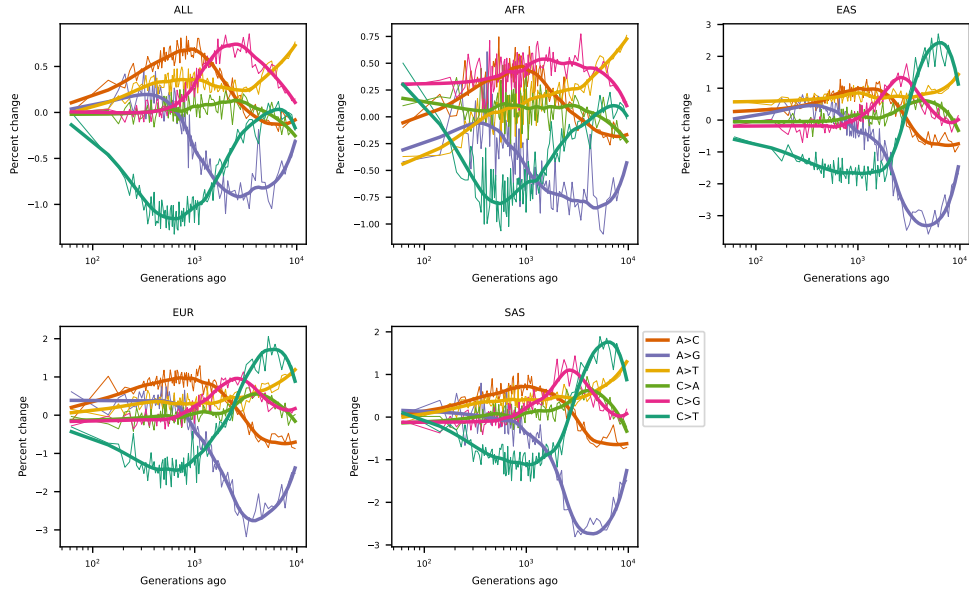 ALL
Percent change
0.5
0.0
−0.5
−1.0
10²
10³
10⁴
Generations ago
AFR
Percent change
0.75
0.50
0.25
0.00
−0.25
−0.50
−0.75
−1.00
10²
10³
10⁴
Generations ago
EAS
Percent change
3
2
1
0
−1
−2
−3
10²
10³
10⁴
Generations ago
EUR
Percent change
2
1
0
−1
−2
−3
10²
10³
10⁴
Generations ago
SAS
Percent change
2
1
0
−1
−2
−3
10²
10³
10⁴
Generations ago
A>C
A>G
A>T
C>A
C>G
C>T